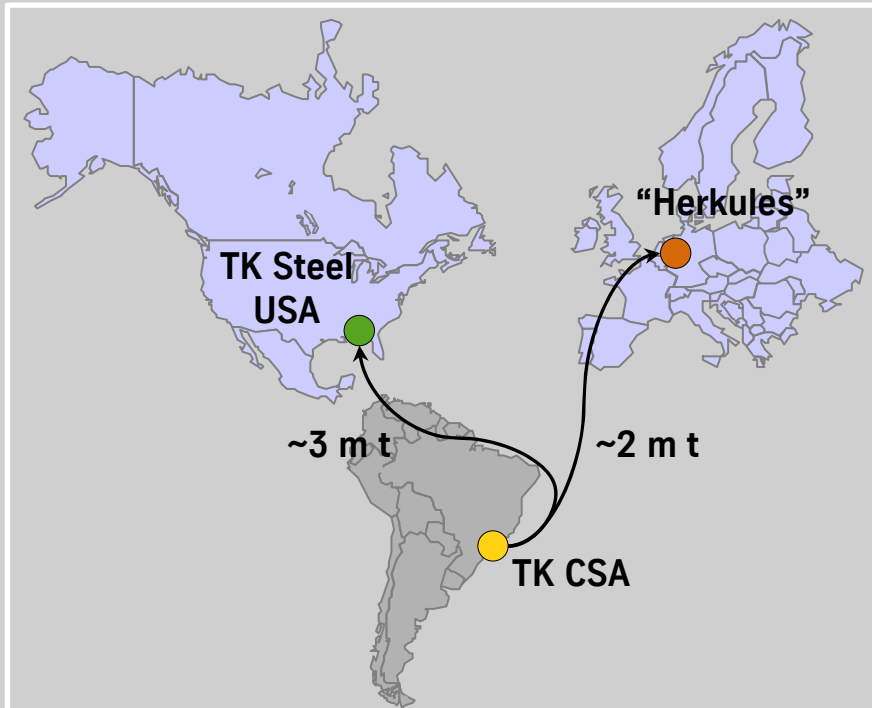 “Herkules”
TK Steel
USA
~3 m t
~2 m t
TK CSA